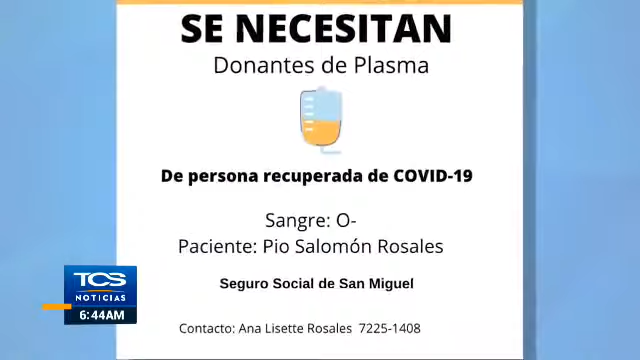 SE NECESITAN
Donantes de Plasma
De persona recuperada de COVID-19
Sangre: O-
Paciente: Pio Salomón Rosales
Seguro Social de San Miguel
TCS
NOTICIAS
6:44AM
Contacto: Ana Lisette Rosales 7225-1408